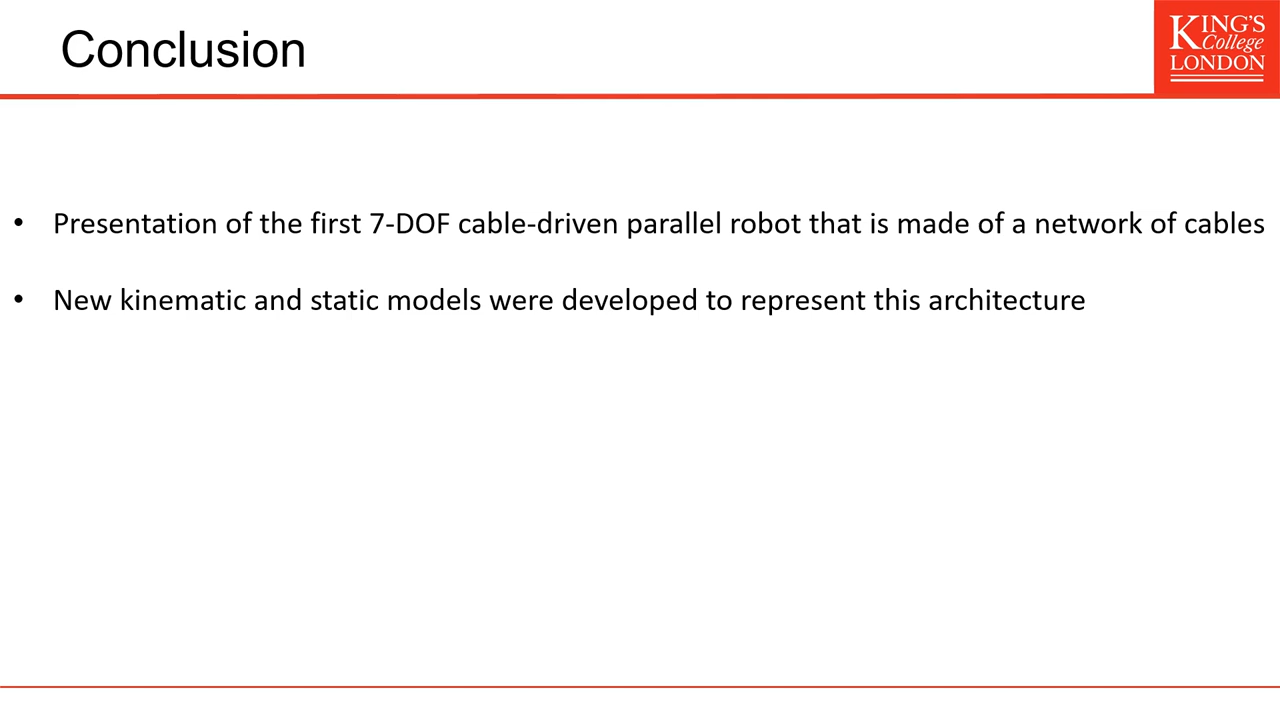 Conclusion
KING'S
College
LONDON
• Presentation of the first 7-DOF cable-driven parallel robot that is made of a network of cables
• New kinematic and static models were developed to represent this architecture